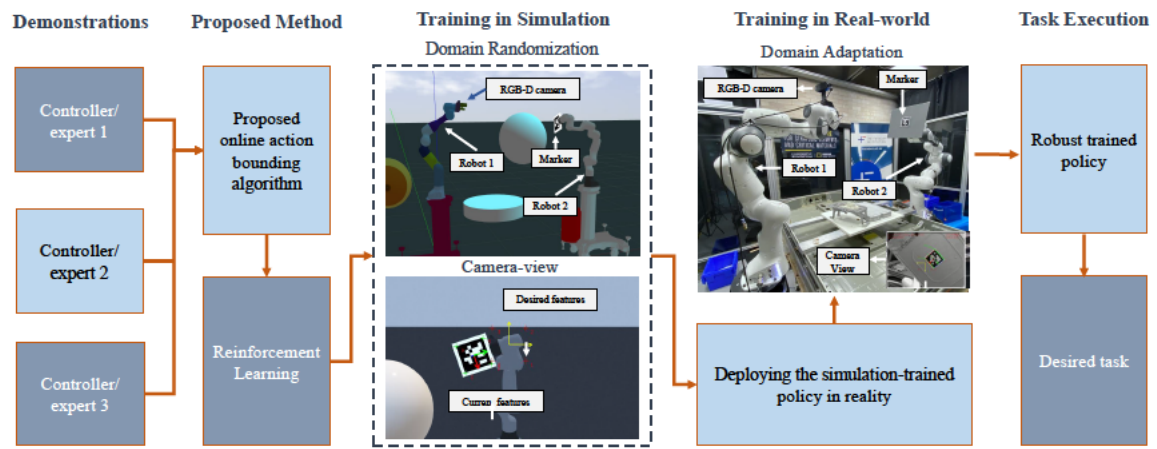 Demonstrations
Proposed Method
Training in Simulation
Training in Real-world
Task Execution
Domain Randomization
Domain Adaptation
Controller/
expert 1
Controller/
expert 2
Controller/
expert 3
Proposed
online action
bounding
algorithm
Reinforcement
Learning
RGB-D camera
Robot 1
Marker
Robot 2
Camera-view
Desired features
Current features
RGB-D camera
Marker
Robot 1
Robot 2
Camera
View
Deploying the simulation-trained
policy in reality
Robust trained
policy
Desired task